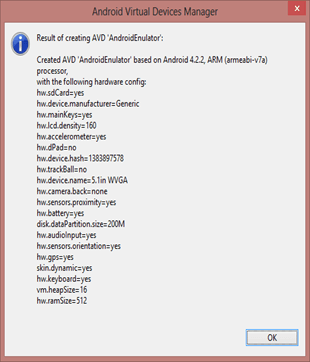 Android Virtual Devices Manager
x
Result of creating AVD 'AndroidEnulator':
Created AVD 'AndroidEnulator' based on Android 4.2.2, ARM (armeabi-v7a)
processor,
with the following hardware config:
hw.sdCard=yes
hw.device.manufacturer=Generic
hw.mainKeys=yes
hw.lcd.density=160
hw.accelerometer=yes
hw.dPad=no
hw.device.hash=1383897578
hw.trackBall=no
hw.device.name=5.1in WVGA
hw.camera.back=none
hw.sensors.proximity=yes
hw.battery=yes
disk.dataPartition.size=200M
hw.audioInput=yes
hw.sensors.orientation=yes
hw.gps=yes
skin.dynamic=yes
hw.keyboard=yes
vm.heapSize=16
hw.ramSize=512
OK